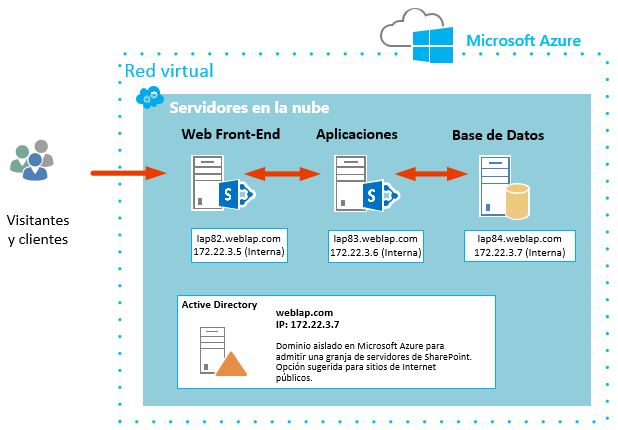 Microsoft Azure
Red virtual
Servidores en la nube
Web Front-End
Aplicaciones
Base de Datos
S
S
Visitantes
y clientes
lap82.weblap.com
172.22.3.5 (Interna)
lap83.weblap.com
172.22.3.6 (Interna)
lap84.weblap.com
172.22.3.7 (Interna)
Active Directory
weblap.com
IP: 172.22.3.7
Dominio aislado en Microsoft Azure para
admitir una granja de servidores de SharePoint.
Opción sugerida para sitios de Internet
públicos.